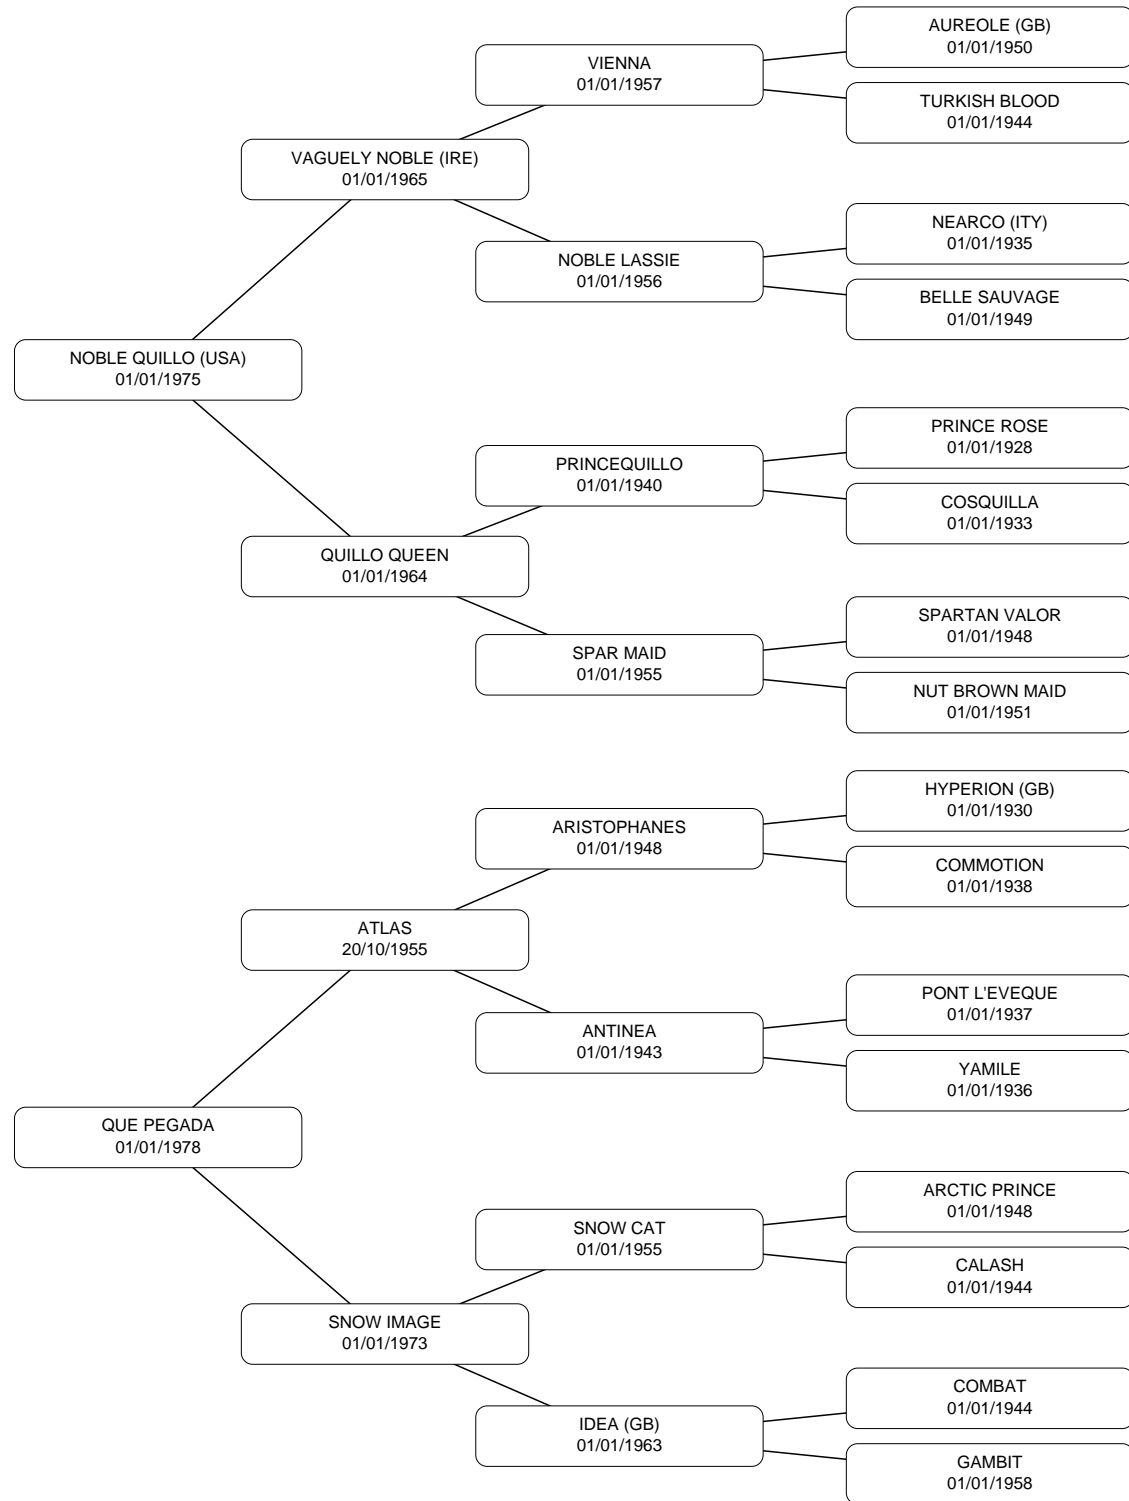 AUREOLE (GB)
01/01/1950
VIENNA
01/01/1957
TURKISH BLOOD
01/01/1944
VAGUELY NOBLE (IRE)
01/01/1965
NEARCO (ITY)
01/01/1935
NOBLE LASSIE
01/01/1956
BELLE SAUVAGE
01/01/1949
NOBLE QUILLO (USA)
01/01/1975
PRINCE ROSE
01/01/1928
PRINCEQUILLO
01/01/1940
COSQUILLA
01/01/1933
QUILLO QUEEN
01/01/1964
SPARTAN VALOR
01/01/1948
SPAR MAID
01/01/1955
NUT BROWN MAID
01/01/1951
HYPERION (GB)
01/01/1930
ARISTOPHANES
01/01/1948
COMMOTION
01/01/1938
ATLAS
20/10/1955
PONT L'EVEQUE
01/01/1937
ANTINEA
01/01/1943
YAMILE
01/01/1936
QUE PEGADA
01/01/1978
ARCTIC PRINCE
01/01/1948
SNOW CAT
01/01/1955
CALASH
01/01/1944
SNOW IMAGE
01/01/1973
COMBAT
01/01/1944
IDEA (GB)
01/01/1963
GAMBIT
01/01/1958